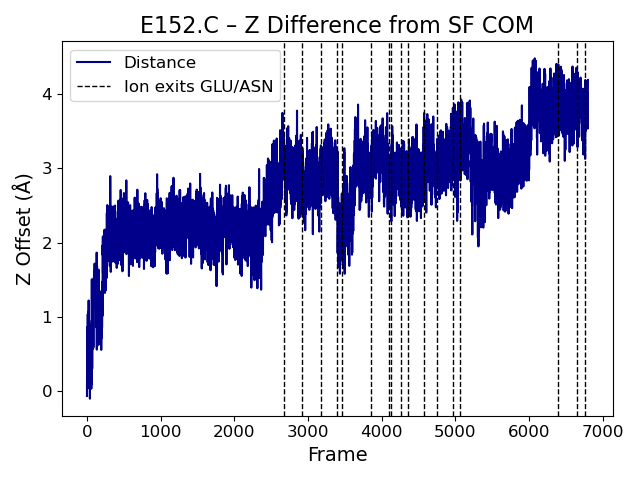 E152.C – Z Difference from SF COM
Distance
Ion exits GLU/ASN
Z Offset (Å)
4
3
2
1
0
0 1000 2000 3000 4000 5000 6000 7000
Frame